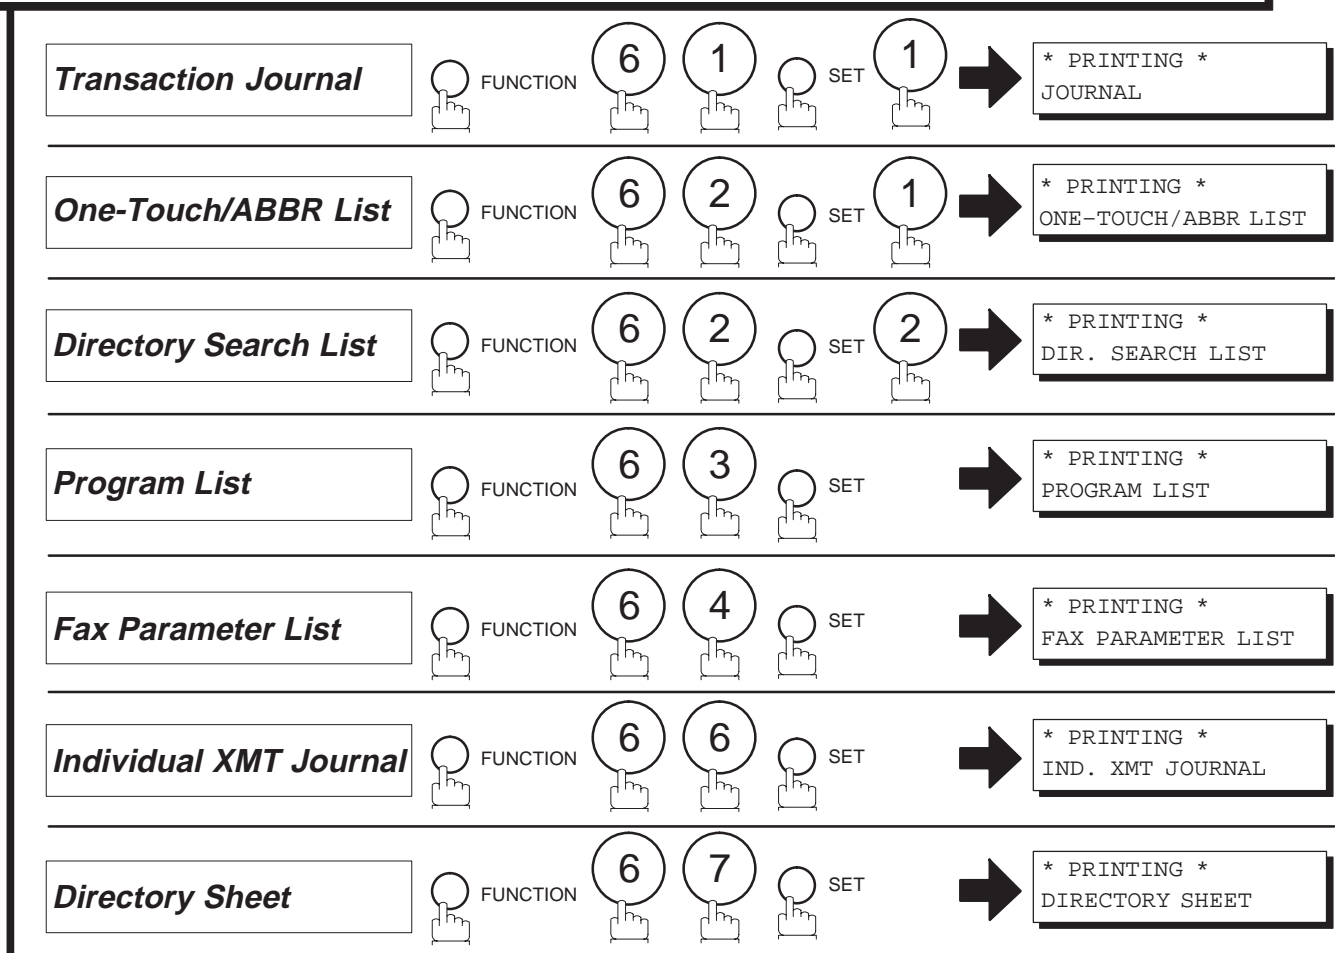 Transaction Journal FUNCTION 6 1 SET 1 * PRINTING *
JOURNAL
One-Touch/ABBR List FUNCTION 6 2 SET 1 * PRINTING *
ONE-TOUCH/ABBR LIST
Directory Search List FUNCTION 6 2 SET 2 * PRINTING *
DIR. SEARCH LIST
Program List FUNCTION 6 3 SET * PRINTING *
PROGRAM LIST
Fax Parameter List FUNCTION 6 4 SET * PRINTING *
FAX PARAMETER LIST
Individual XMT Journal FUNCTION 6 6 SET * PRINTING *
IND. XMT JOURNAL
Directory Sheet FUNCTION 6 7 SET * PRINTING *
DIRECTORY SHEET